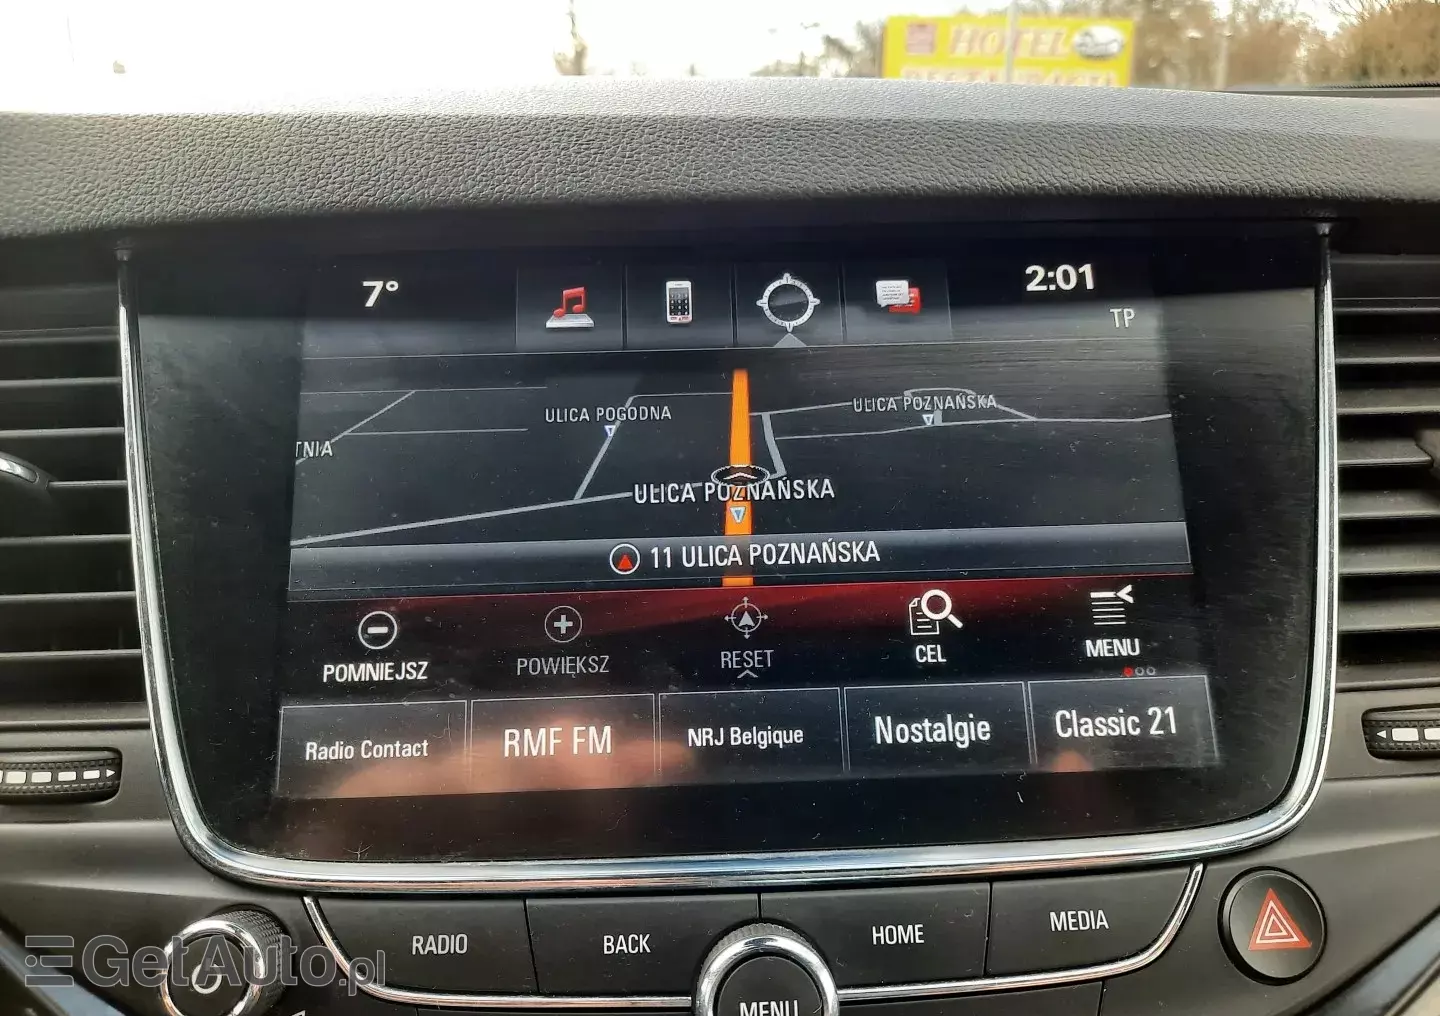 HOTEL
7°
2:01
TP
ULICA POGODNA
ULICA POZNAŃSKA
TNIA
ULICA POZNAŃSKA
11 ULICA POZNAŃSKA
POMNIEJSZ
POWIĘKSZ
RESET
CEL
MENU
Radio Contact
RMF FM
NRJ Belgique
Nostalgie
Classic 21
RADIO
BACK
HOME
MEDIA
MENU
GetAuto.pl